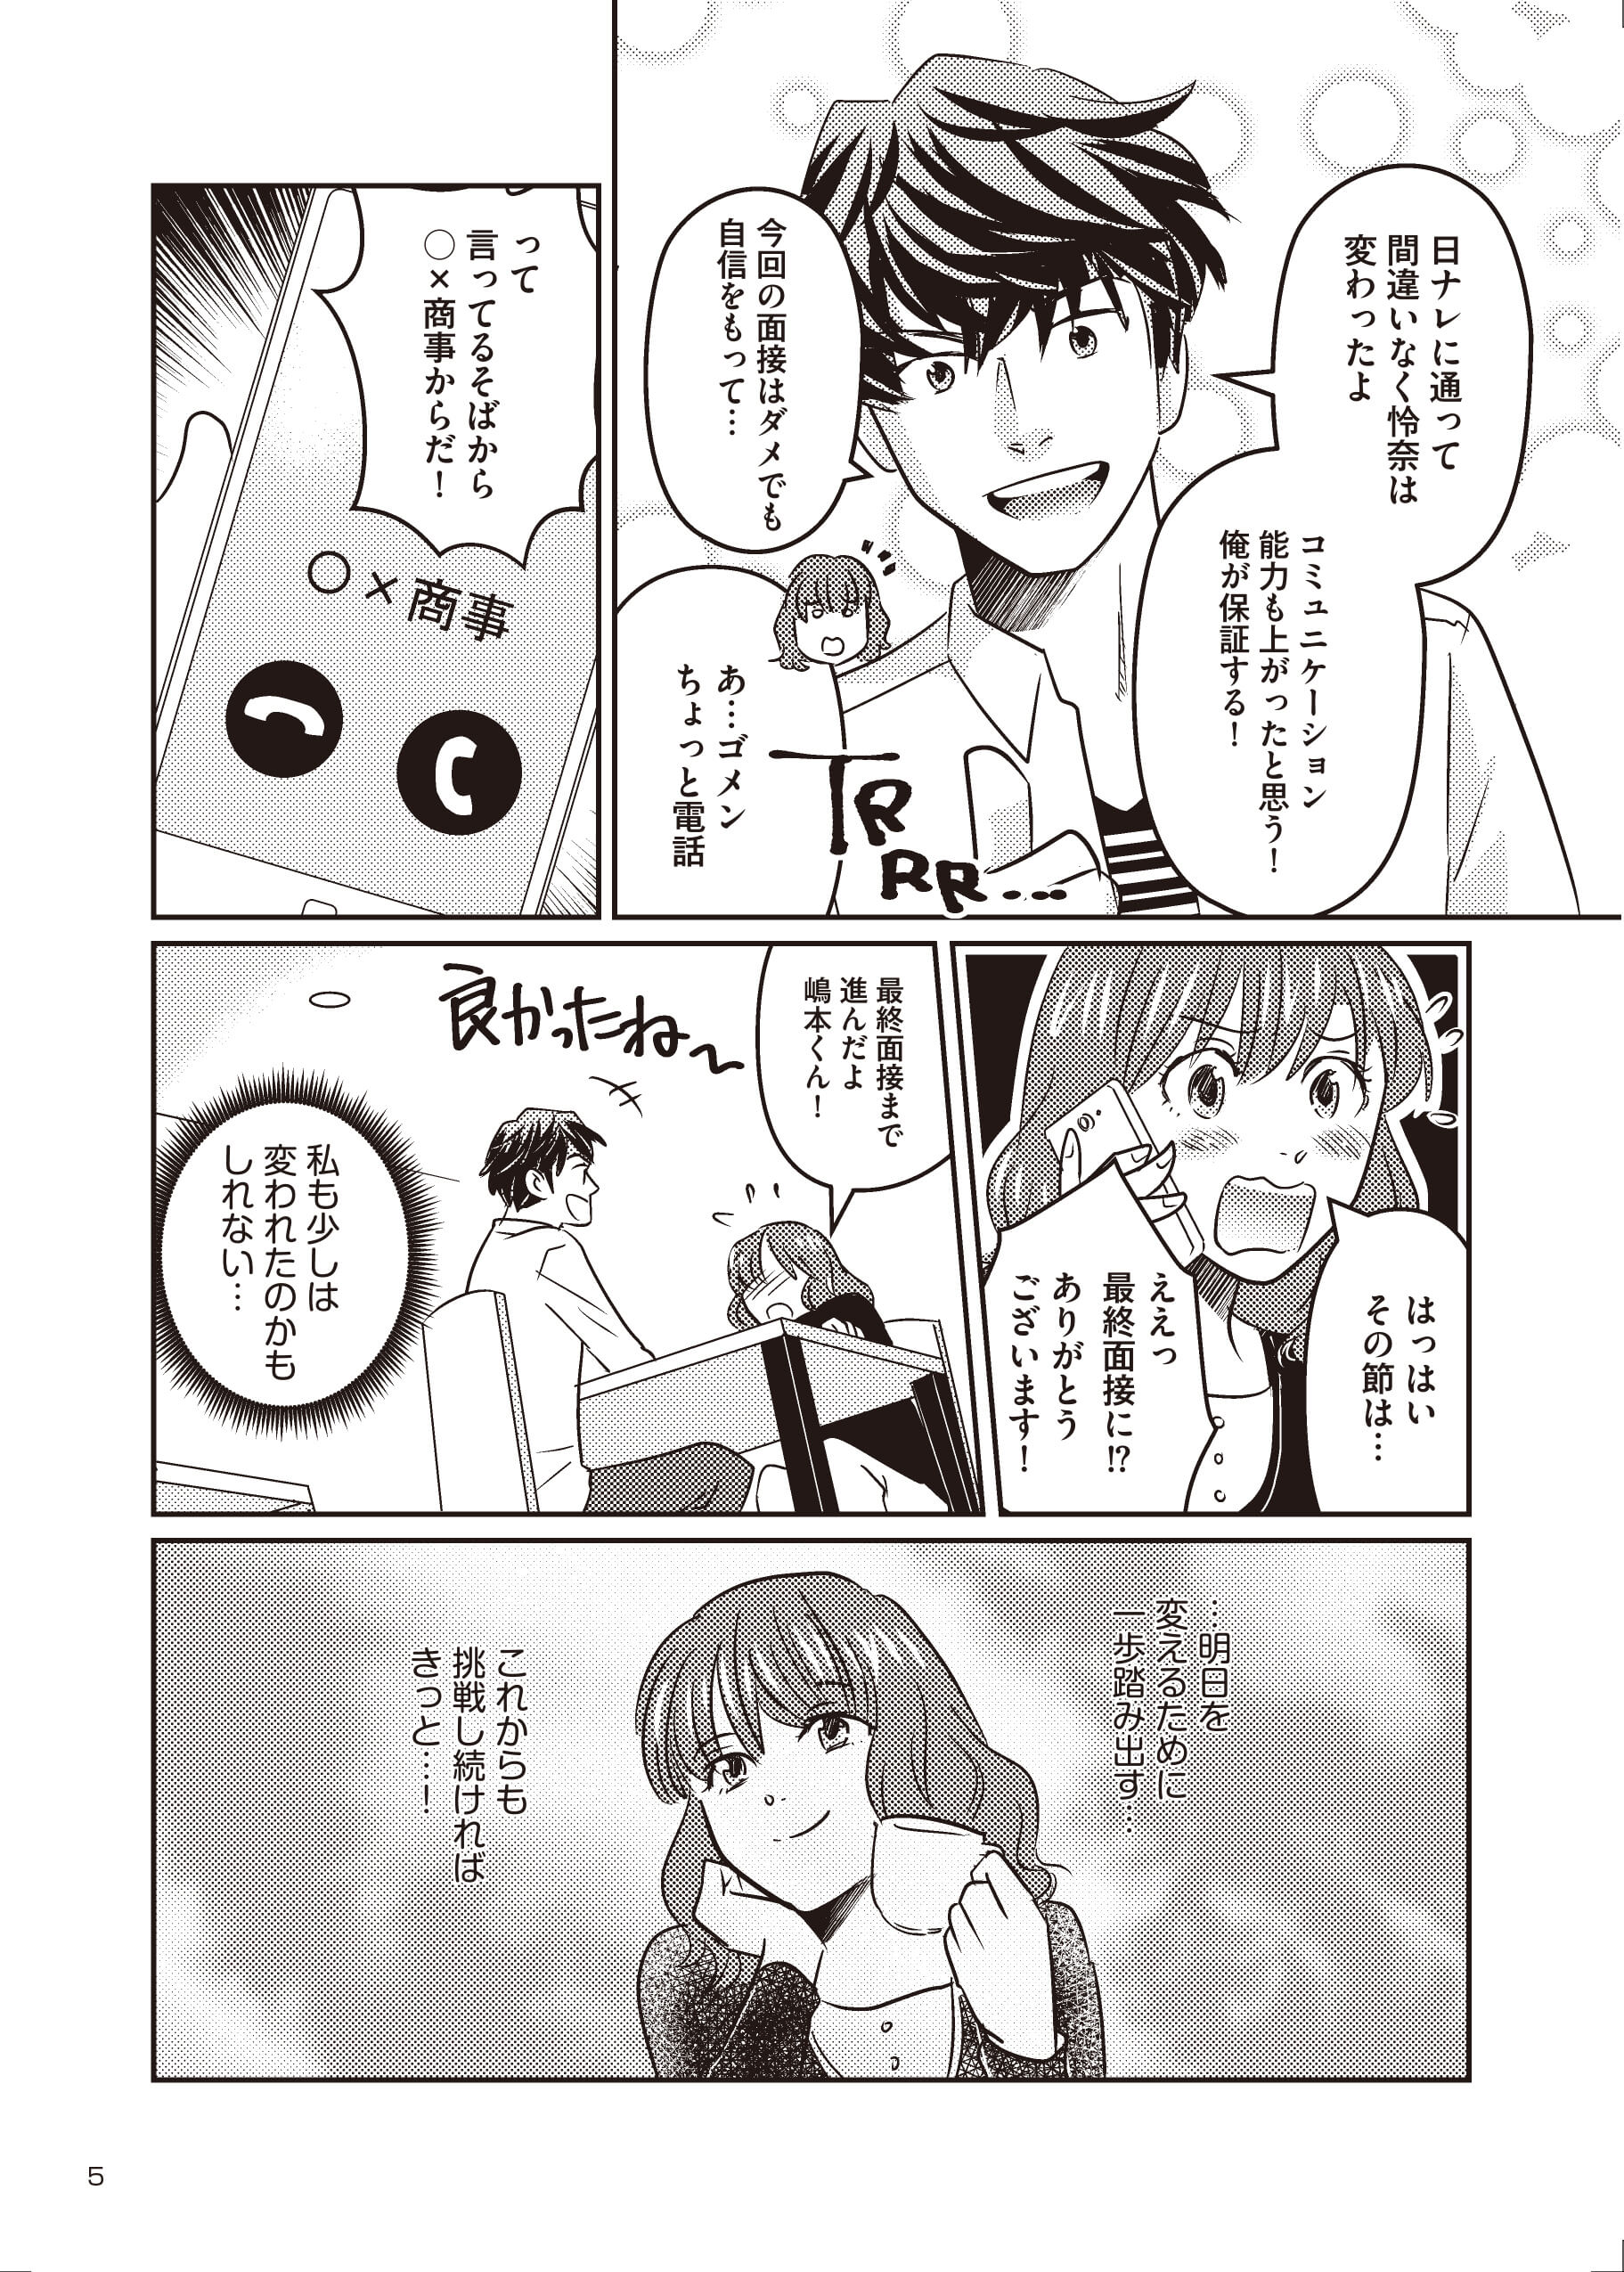 日ナレに通って
間違いなく怜奈は
変わったよ
コミュニケーション
能力も上がったと思う！
俺が保証する！
今回の面接はダメでも
自信をもって…
あ…ゴメン
ちょっと電話
TRRR…
って
言ってるそばから
○×商事からだ！
○×商事
はっはい
その節は…
ええっ
最終面接に!?
ありがとう
ございます！
最終面接まで
進んだよ
嶋本くん！
良かったね～
私も少しは
変われたのかも
しれない…
…明日を
変えるために
一歩踏み出す…
これからも
挑戦し続ければ
きっと…！
5